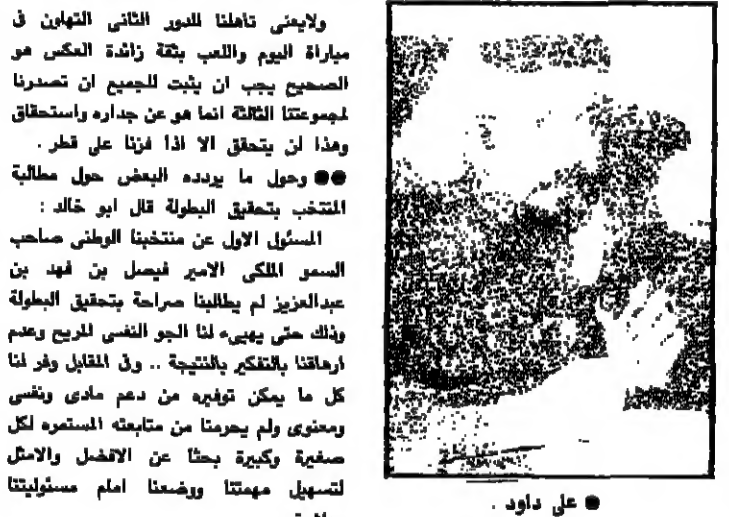 ولايعنى تأهلنا للدور الثانى التهاون فى
مباراة اليوم واللعب بثقة زائدة العكس هو
الصحيح يجب ان يثبت للجميع ان تصدرنا
لمجموعتنا الثالثة انما هو عن جداره واستحقاق
وهذا لن يتحقق الا اذا فزنا على قطر .
●● وحول ما يردده البعض حول مطالبة
المنتخب بتحقيق البطولة قال ابو خالد :
المسئول الاول عن منتخبنا الوطنى صاحب
السمو الملكى الامير فيصل بن فهد بن
عبدالعزيز لم يطالبنا صراحة بتحقيق البطولة
وذلك حتى يهيىء لنا الجو النفسى المريح وعدم
أرهاقنا بالتفكير بالنتيجة .. وفى المقابل وفر لنا
كل ما يمكن توفيره من دعم مادى ونفسى
ومعنوى ولم يحرمنا من متابعته المستمره لكل
صغيرة وكبيرة بحثا عن الافضل والامثل
لتسهيل مهمتنا ووضعنا امام مسئوليتنا
● على داود .